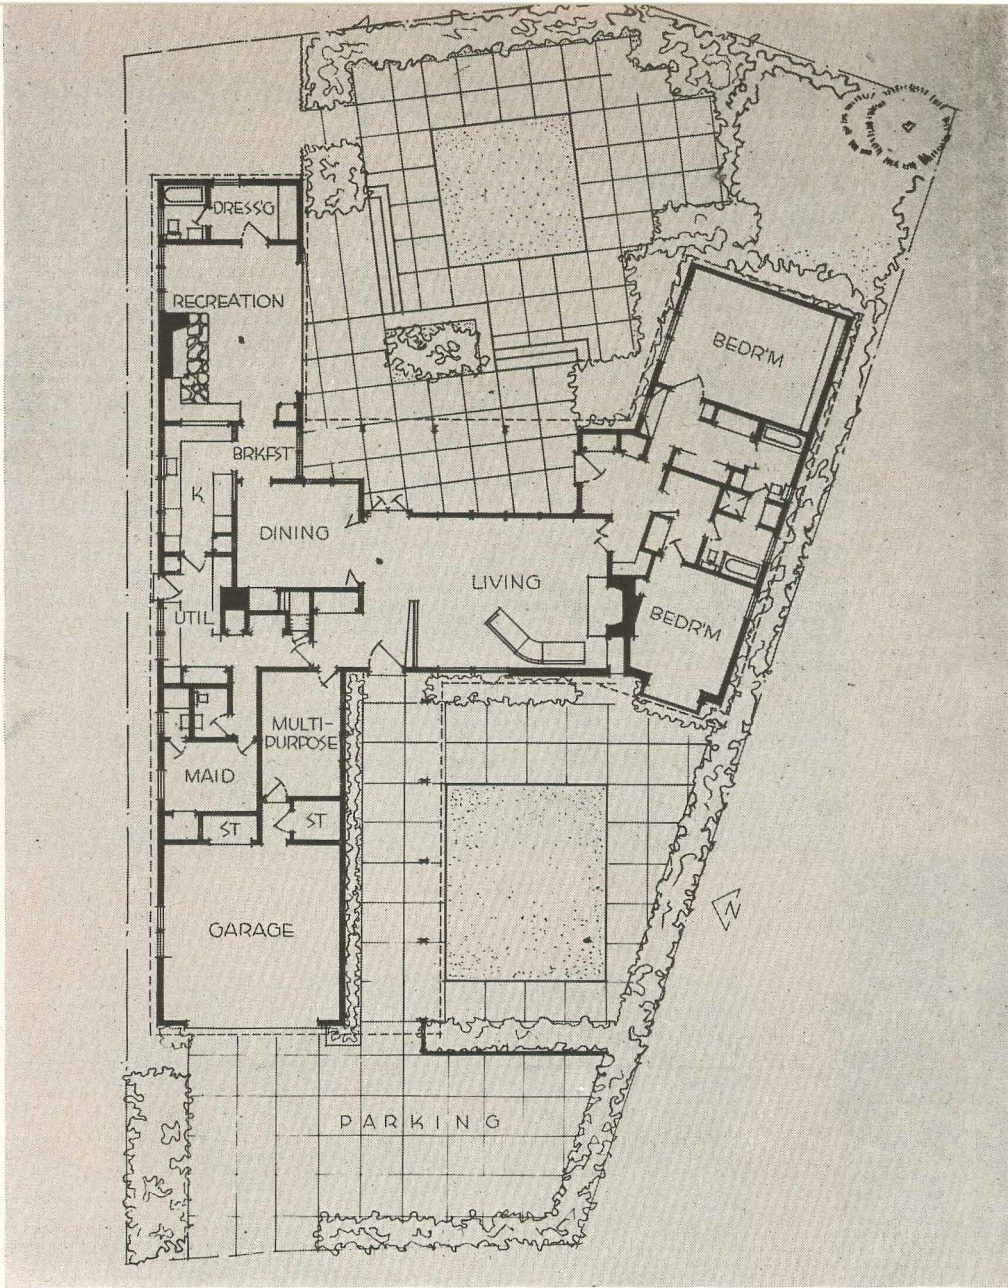 DRESS'G
RECREATION
BEDR'M
BRKFST
K
DINING
LIVING
UTIL
BEDR'M
MULTI-
PURPOSE
MAID
ST
ST
N
GARAGE
PARKING